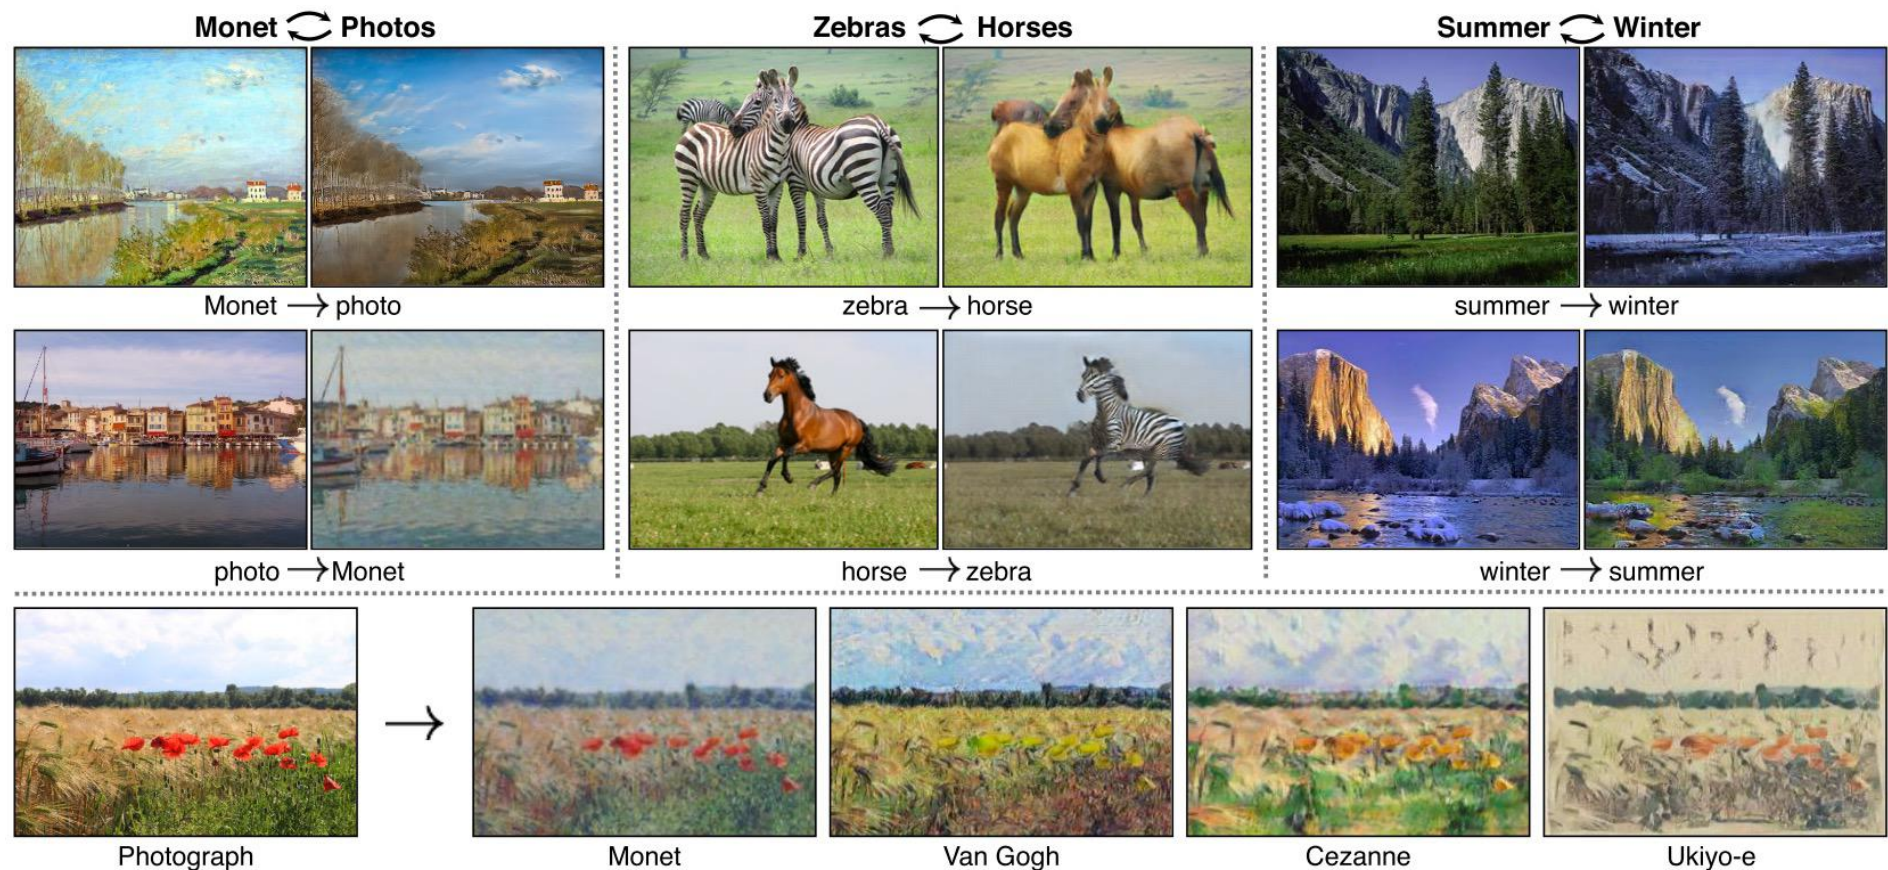 Monet Photos
Zebras Horses
Summer Winter
Monet → photo
zebra → horse
summer → winter
photo → Monet
horse → zebra
winter → summer
Photograph
Monet
Van Gogh
Cezanne
Ukiyo-e